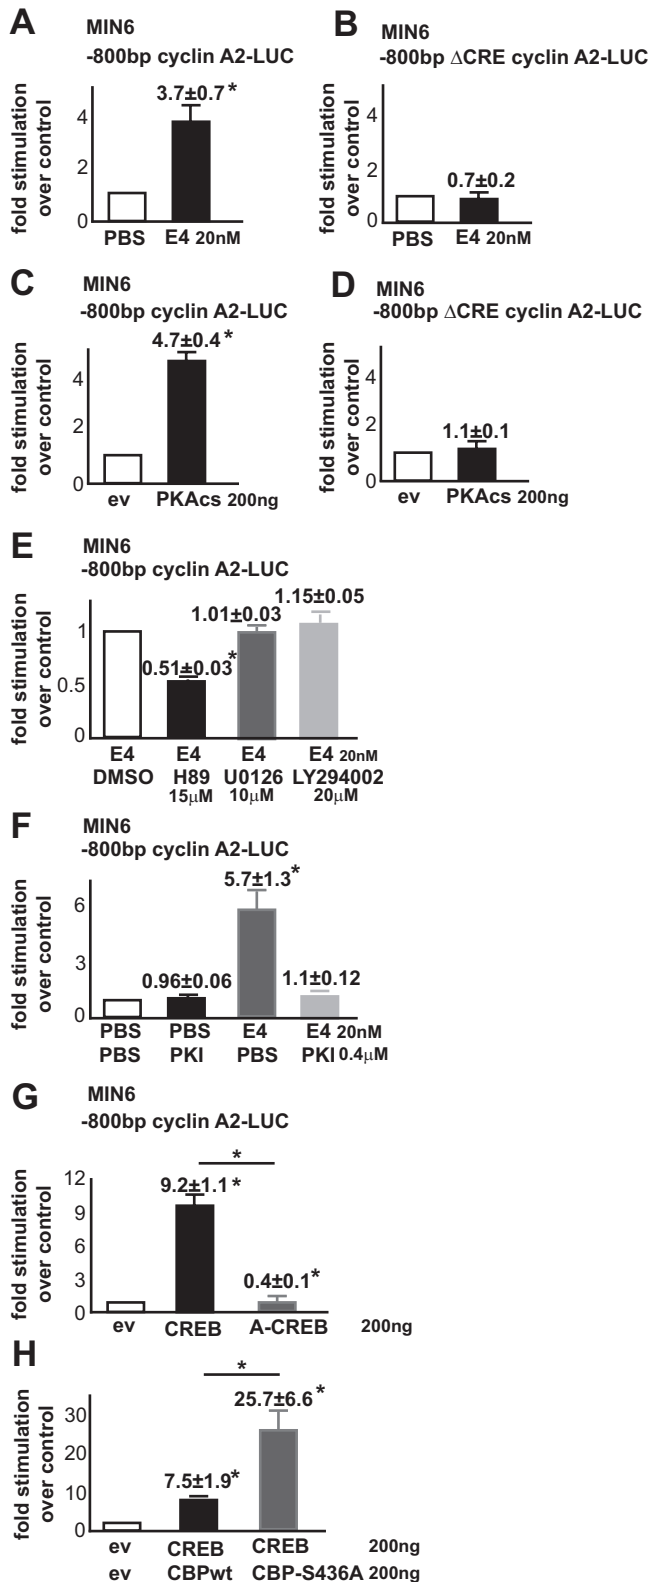 A
MIN6
-800bp cyclin A2-LUC
fold stimulation
over control
4
2
0
3.7±0.7*
PBS E4 20nM
B
MIN6
-800bp ΔCRE cyclin A2-LUC
fold stimulation
over control
4
2
0
0.7±0.2
PBS E4 20nM
C
MIN6
-800bp cyclin A2-LUC
fold stimulation
over control
4
2
0
4.7±0.4*
ev PKAcs 200ng
D
MIN6
-800bp ΔCRE cyclin A2-LUC
fold stimulation
over control
4
2
0
1.1±0.1
ev PKAcs 200ng
E
MIN6
-800bp cyclin A2-LUC
fold stimulation
over control
1
0.5
0
0.51±0.03*
1.01±0.03
1.15±0.05
E4 E4 E4 E4 20nM
DMSO H89 U0126 LY294002
15μM 10μM 20μM
F
MIN6
-800bp cyclin A2-LUC
fold stimulation
over control
6
3
0
0.96±0.06
5.7±1.3*
1.1±0.12
PBS PBS E4 E4 20nM
PBS PKI PBS PKI 0.4μM
G
MIN6
-800bp cyclin A2-LUC
fold stimulation
over control
12
9
6
3
0
*
9.2±1.1*
0.4±0.1*
ev CREB A-CREB 200ng
H
fold stimulation
over control
30
20
10
0
*
7.5±1.9*
25.7±6.6*
ev CREB CREB 200ng
ev CBPwt CBP-S436A 200ng